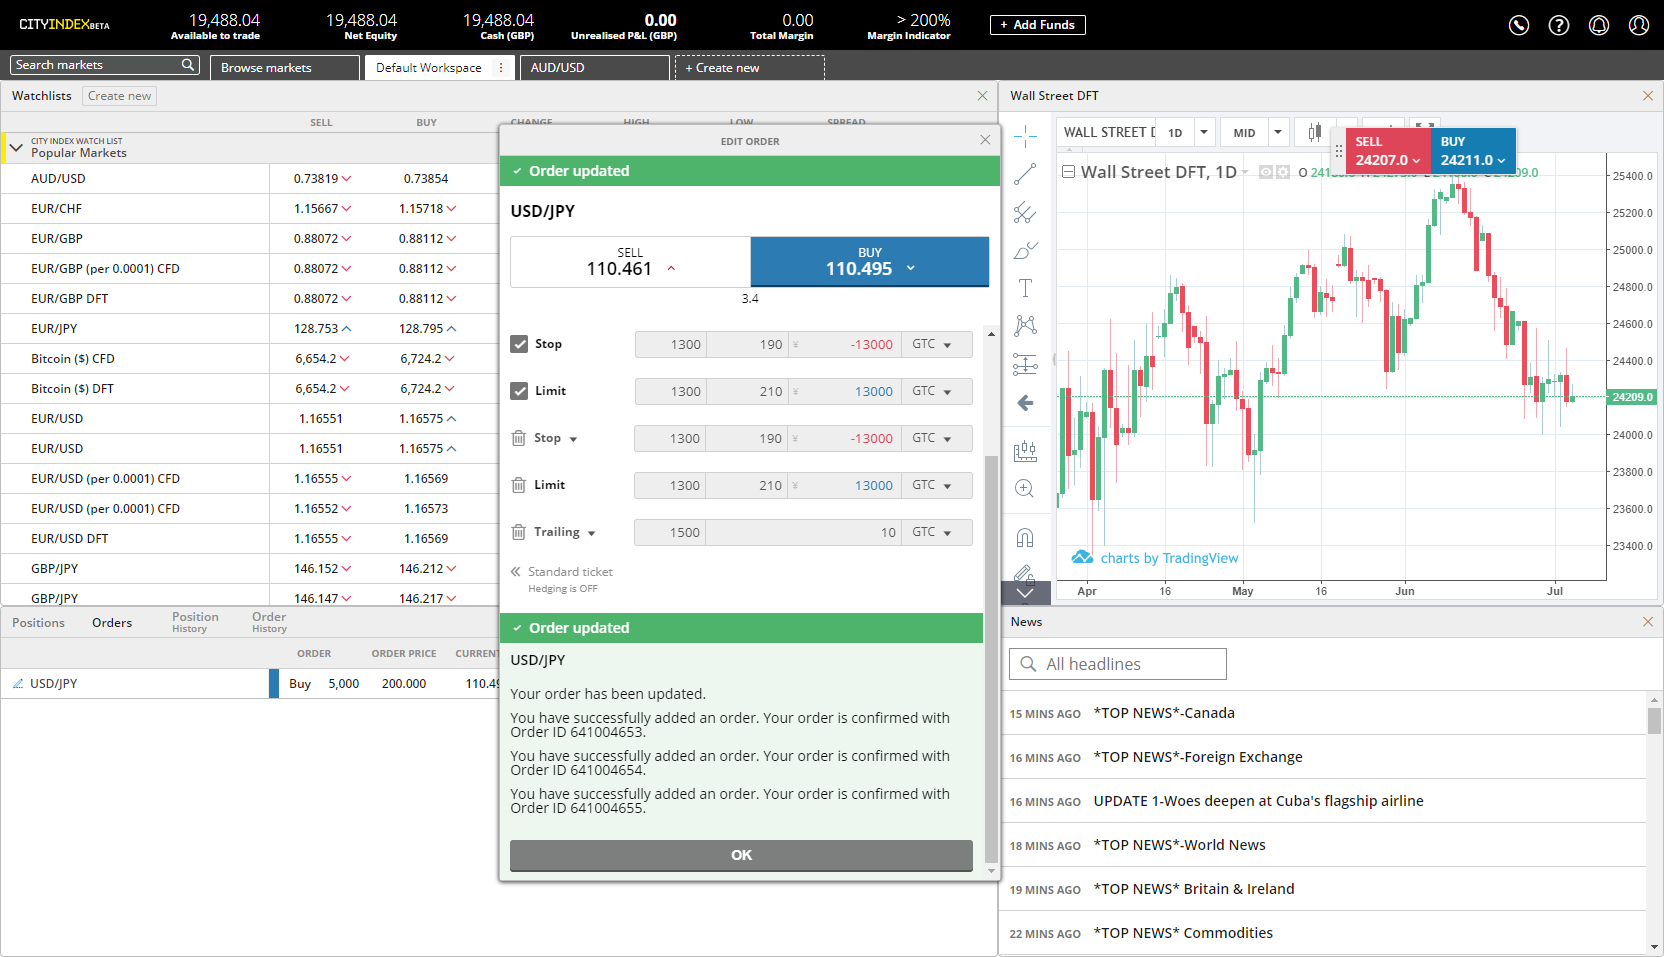 CITYINDEX BETA
19,488.04
Available to trade
19,488.04
Net Equity
19,488.04
Cash (GBP)
0.00
Unrealised P&L (GBP)
0.00
Total Margin
> 200%
Margin Indicator
+ Add Funds
Search markets
Browse markets
Default Workspace
AUD/USD
+ Create new
Watchlists
Create new
SELL BUY CHANGE HIGH LOW SPREAD
CITY INDEX WATCH LIST
Popular Markets
AUD/USD 0.73819 0.73854
EUR/CHF 1.15667 1.15718
EUR/GBP 0.88072 0.88112
EUR/GBP (per 0.0001) CFD 0.88072 0.88112
EUR/GBP DFT 0.88072 0.88112
EUR/JPY 128.753 128.795
Bitcoin ($) CFD 6,654.2 6,724.2
Bitcoin ($) DFT 6,654.2 6,724.2
EUR/USD 1.16551 1.16575
EUR/USD 1.16551 1.16575
EUR/USD (per 0.0001) CFD 1.16555 1.16569
EUR/USD (per 0.0001) CFD 1.16552 1.16573
EUR/USD DFT 1.16555 1.16569
GBP/JPY 146.152 146.212
GBP/JPY 146.147 146.217
Positions
Orders
Position History
Order History
ORDER ORDER PRICE CURRENT
USD/JPY Buy 5,000 200.000 110.49
EDIT ORDER
Order updated
USD/JPY
SELL
110.461
BUY
110.495
3.4
Stop 1300 190 ¥ -13000 GTC
Limit 1300 210 ¥ 13000 GTC
Stop 1300 190 ¥ -13000 GTC
Limit 1300 210 ¥ 13000 GTC
Trailing 1500 10 GTC
Standard ticket
Hedging is OFF
Order updated
USD/JPY
Your order has been updated.
You have successfully added an order. Your order is confirmed with
Order ID 641004653.
You have successfully added an order. Your order is confirmed with
Order ID 641004654.
You have successfully added an order. Your order is confirmed with
Order ID 641004655.
OK
Wall Street DFT
WALL STREET D
1D
MID
SELL
24207.0
BUY
24211.0
Wall Street DFT, 1D
O
25400.0
25200.0
25000.0
24800.0
24600.0
24400.0
24209.0
24000.0
23800.0
23600.0
23400.0
charts by TradingView
Apr 16 May 16 Jun Jul
News
All headlines
15 MINS AGO *TOP NEWS*-Canada
16 MINS AGO *TOP NEWS*-Foreign Exchange
16 MINS AGO UPDATE 1-Woes deepen at Cuba's flagship airline
18 MINS AGO *TOP NEWS*-World News
19 MINS AGO *TOP NEWS* Britain & Ireland
22 MINS AGO *TOP NEWS* Commodities